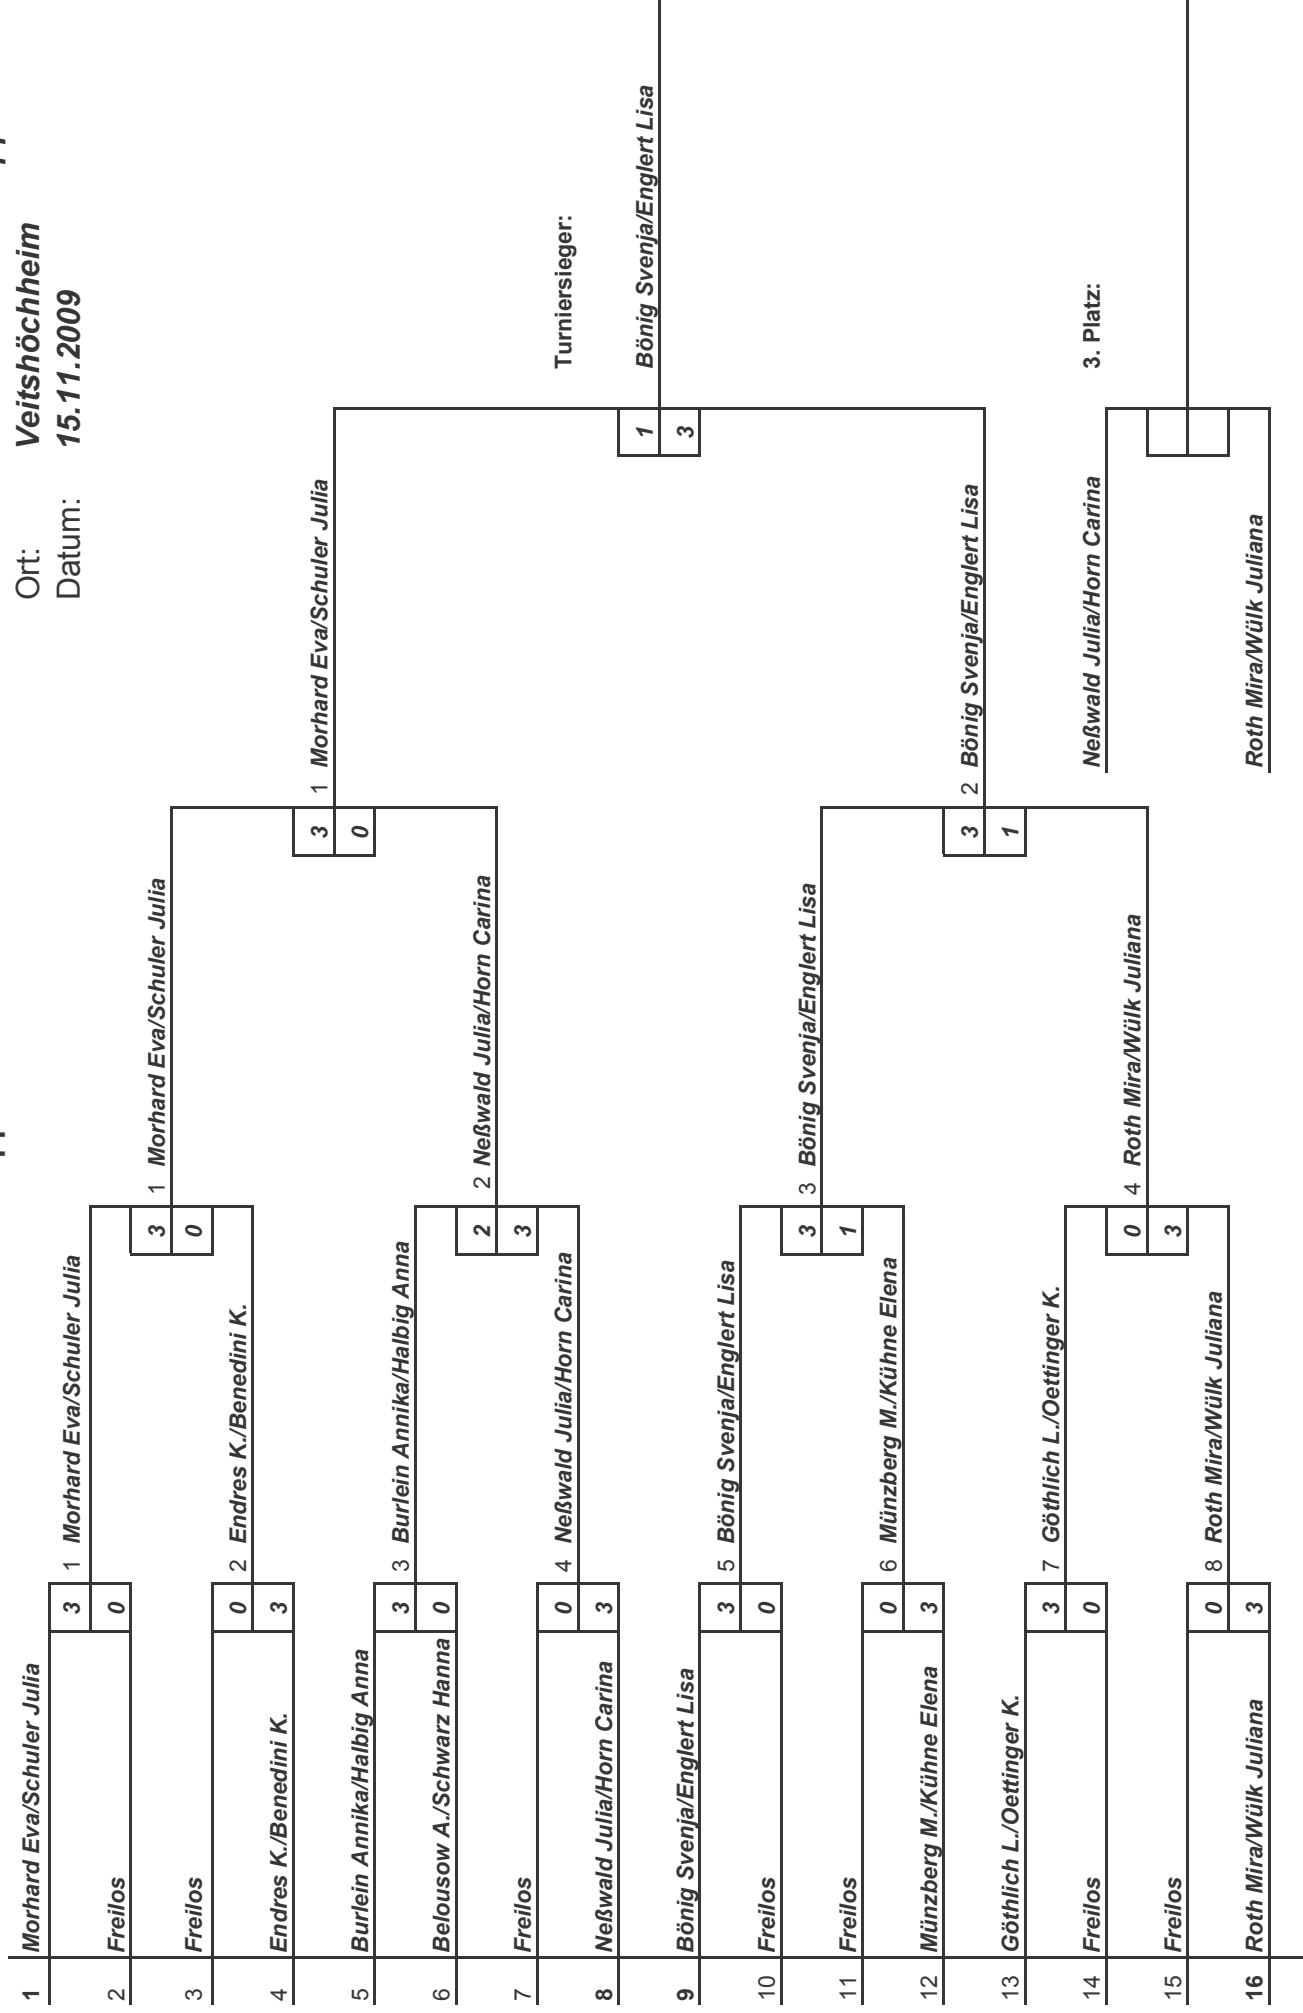 Ort: Veitshöchheim
Datum: 15.11.2009
1 Morhard Eva/Schuler Julia
2 Freilos
3 Freilos
4 Endres K./Benedini K.
5 Burlein Annika/Halbig Anna
6 Belousow A./Schwarz Hanna
7 Freilos
8 Neßwald Julia/Horn Carina
9 Bönig Svenja/Englert Lisa
10 Freilos
11 Freilos
12 Münzberg M./Kühne Elena
13 Göthlich L./Oettinger K.
14 Freilos
15 Freilos
16 Roth Mira/Wülk Juliana
3
0
0
3
3
0
0
3
3
0
0
3
3
0
0
3
1 Morhard Eva/Schuler Julia
2 Endres K./Benedini K.
3 Burlein Annika/Halbig Anna
4 Neßwald Julia/Horn Carina
5 Bönig Svenja/Englert Lisa
6 Münzberg M./Kühne Elena
7 Göthlich L./Oettinger K.
8 Roth Mira/Wülk Juliana
3
0
2
3
3
1
0
3
1 Morhard Eva/Schuler Julia
2 Neßwald Julia/Horn Carina
3 Bönig Svenja/Englert Lisa
4 Roth Mira/Wülk Juliana
3
0
3
1
1 Morhard Eva/Schuler Julia
2 Bönig Svenja/Englert Lisa
1
3
Turniersieger:
Bönig Svenja/Englert Lisa
Neßwald Julia/Horn Carina
Roth Mira/Wülk Juliana
3. Platz: